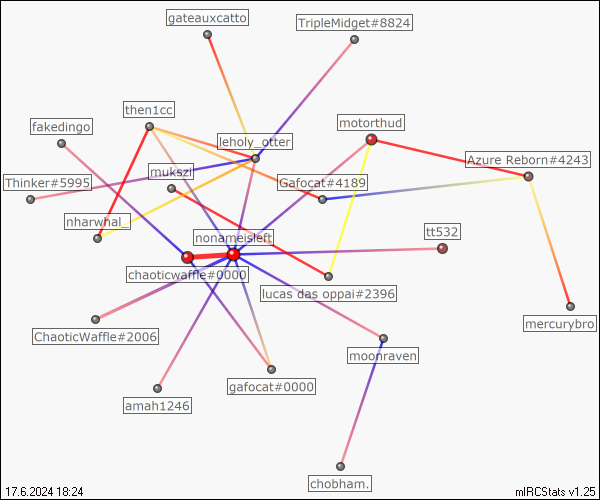 gateauxcatto
TripleMidget#8824
then1cc
motorthud
fakedingo
leholy_otter
Azure Reborn#4243
mukszi
Thinker#5995
Gafocat#4189
nharwhal_
nonameisleft
tt532
chaoticwaffle#0000
lucas das oppai#2396
ChaoticWaffle#2006
mercurybro
moonraven
gafocat#0000
amah1246
chobham.
17.6.2024 18:24
mIRCStats v1.25